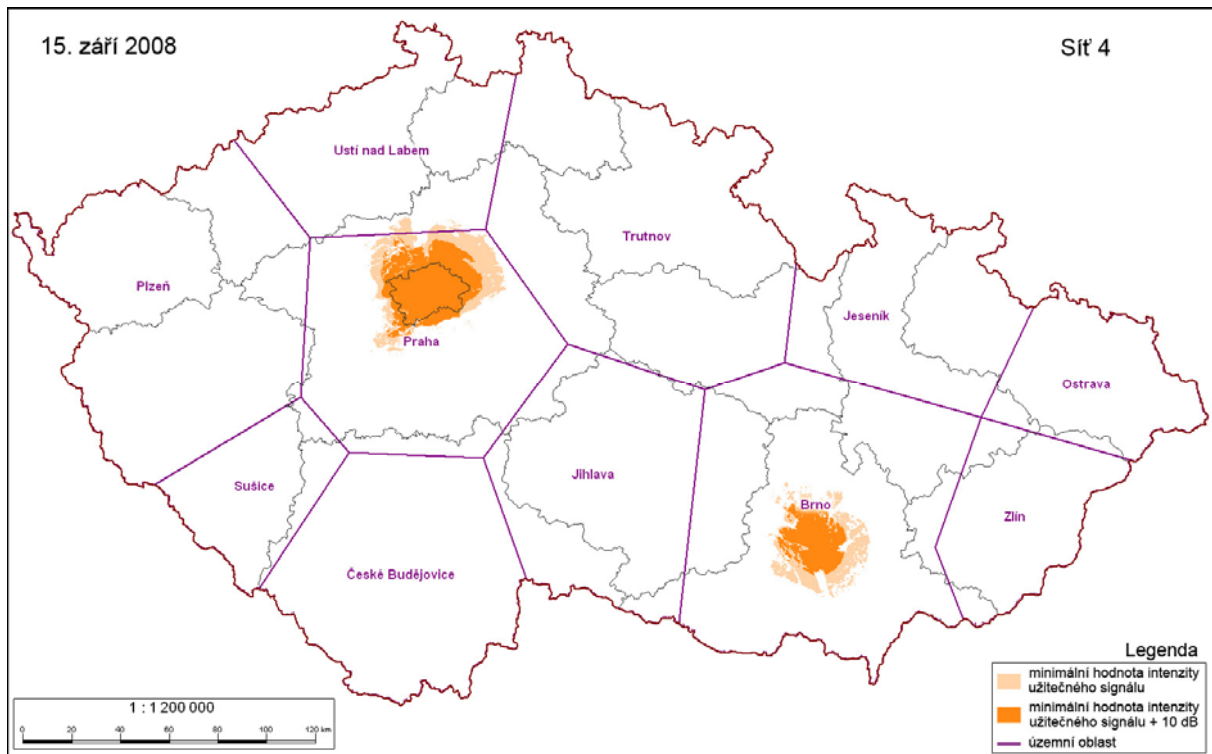 15. září 2008
Síť 4
Ústí nad Labem
Trutnov
Plzeň
Jeseník
Praha
Ostrava
Sušice
Jihlava
Brno
Zlín
České Budějovice
Legenda
minimální hodnota intenzity
užitečného signálu
minimální hodnota intenzity
užitečného signálu + 10 dB
územní oblast
1 : 1 200 000
0 20 40 60 80 100 120 km